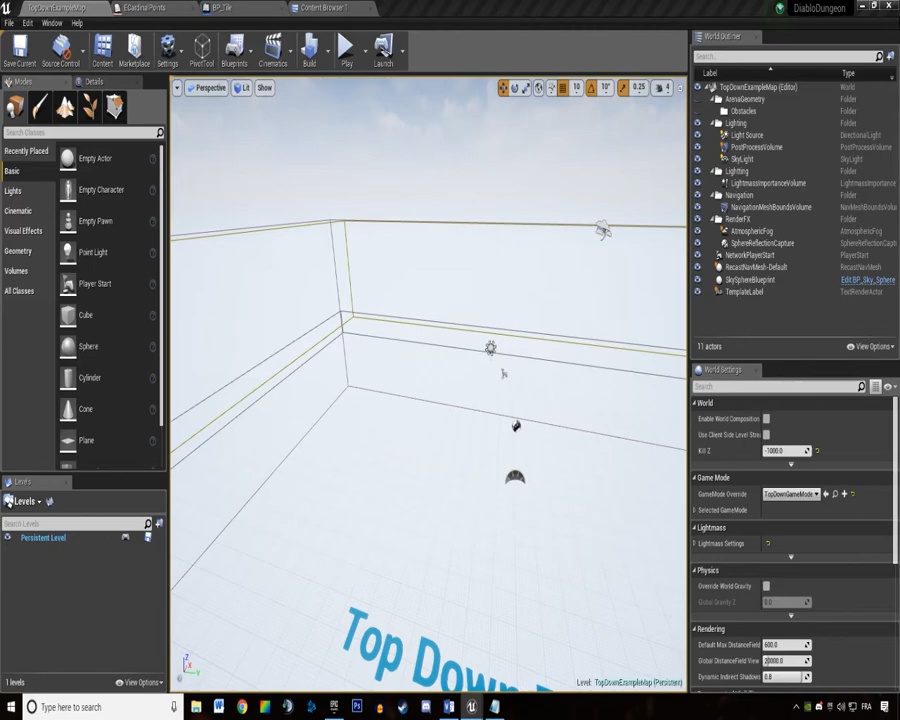 TopDownExampleMap
ECardinalPoints
BP_Tile
Content Browser 1
DiabloDungeon
File Edit Window Help
Save Current
Source Control
Content
Marketplace
Settings
PivotTool
Blueprints
Cinematics
Build
Play
Launch
Modes
Details
Search Classes
Recently Placed
Basic
Lights
Cinematic
Visual Effects
Geometry
Volumes
All Classes
Empty Actor
Empty Character
Empty Pawn
Point Light
Player Start
Cube
Sphere
Cylinder
Cone
Plane
Levels
Levels
Search Levels
Persistent Level
1 levels
View Options
Perspective
Lit
Show
10
10°
0.25
4
Top Down
Level: TopDownExampleMap (Persistent)
World Outliner
Search...
Label
Type
TopDownExampleMap (Editor)
World
ArenaGeometry
Folder
Obstacles
Folder
Lighting
Folder
Light Source
DirectionalLight
PostProcessVolume
PostProcessVolu
SkyLight
SkyLight
Lightting
Folder
LightmassImportanceVolume
LightmassImporta
Navigation
Folder
NavigationMeshBoundsVolume
NavMeshBoundsVolu
RenderFX
Folder
AtmosphericFog
AtmosphericFog
SphereReflectionCapture
SphereReflectionC
NetworkPlayerStart
PlayerStart
RecastNavMesh-Default
RecastNavMesh
SkySphereBlueprint
Edit BP_Sky_Sphere
TemplateLabel
TextRenderActor
11 actors
View Options
World Settings
Search
World
Enable World Composition
Use Client Side Level Strea
Kill Z
-1000.0
Game Mode
GameMode Override
TopDownGameMode
Selected GameMode
Lightmass
Lightmass Settings
Physics
Override World Gravity
Global Gravity Z
0.0
Rendering
Default Max DistanceField
600.0
Global DistanceField View
20000.0
Dynamic Indirect Shadows
0.8
Type here to search
FRA